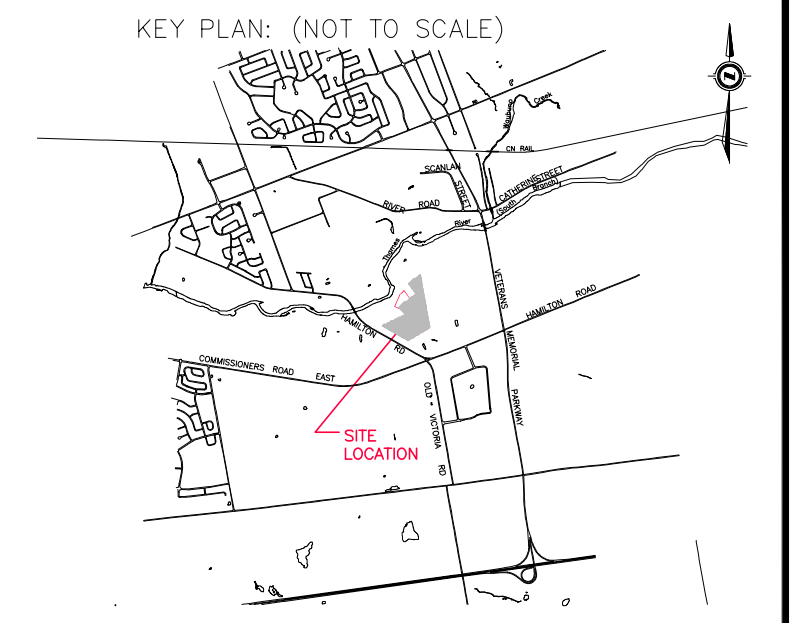 KEY PLAN: (NOT TO SCALE)
Waubuno Creek
CN RAIL
SCANLAN STREET
CATHERINE STREET
RIVER ROAD
(South Branch)
Thames River
VETERANS MEMORIAL PARKWAY
HAMILTON ROAD
HAMILTON RD
COMMISSIONERS ROAD EAST
OLD VICTORIA RD
SITE
LOCATION